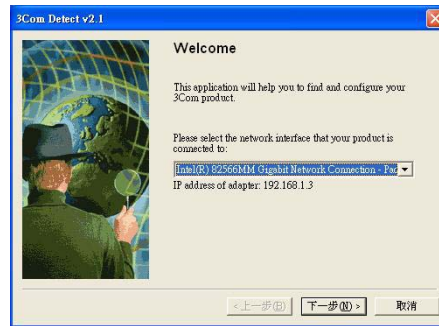 3Com Detect v2.1
Welcome
This application will help you to find and configure your
3Com product.
Please select the network interface that your product is
connected to:
Intel(R) 82566MM Gigabit Network Connection - Pac
IP address of adapter: 192.168.1.3
<上一步(B) 下一步(N)> 取消